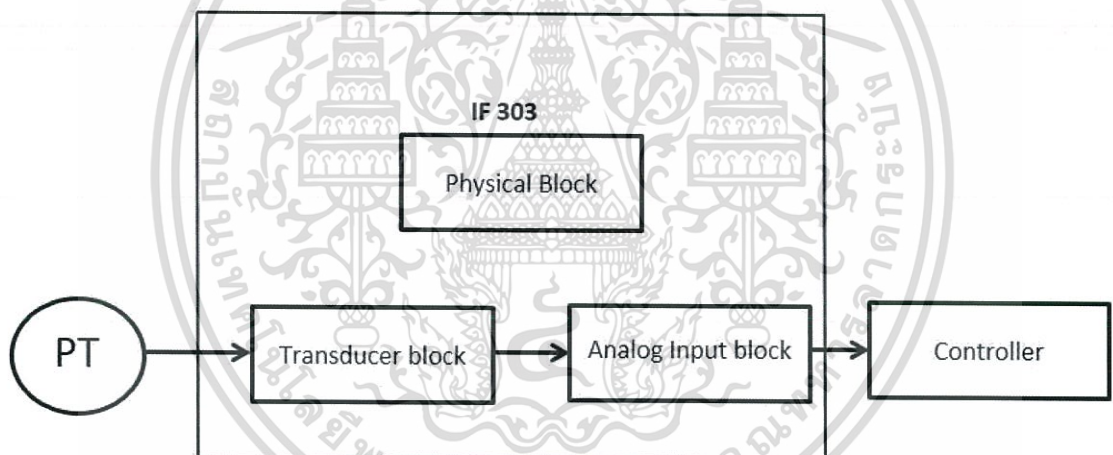 IF 303
Physical Block
PT
Transducer block
Analog Input block
Controller